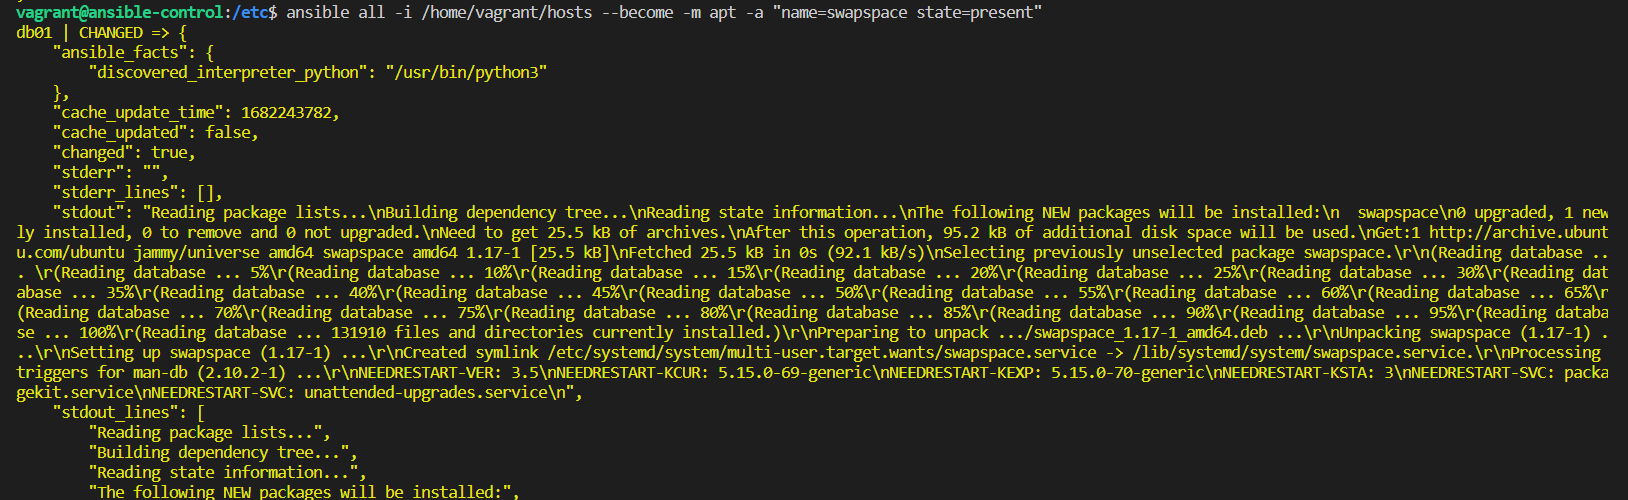 vagrant@ansible-control:/etc$ ansible all -i /home/vagrant/hosts --become -m apt -a "name=swapspace state=present"
db01 | CHANGED => {
    "ansible_facts": {
        "discovered_interpreter_python": "/usr/bin/python3"
    },
    "cache_update_time": 1682243782,
    "cache_updated": false,
    "changed": true,
    "stderr": "",
    "stderr_lines": [],
    "stdout": "Reading package lists...\nBuilding dependency tree...\nReading state information...\nThe following NEW packages will be installed:\n  swapspace\n0 upgraded, 1 new
ly installed, 0 to remove and 0 not upgraded.\nNeed to get 25.5 kB of archives.\nAfter this operation, 95.2 kB of additional disk space will be used.\nGet:1 http://archive.ubunt
u.com/ubuntu jammy/universe amd64 swapspace amd64 1.17-1 [25.5 kB]\nFetched 25.5 kB in 0s (92.1 kB/s)\nSelecting previously unselected package swapspace.\r\n(Reading database ..
. \r(Reading database ... 5%\r(Reading database ... 10%\r(Reading database ... 15%\r(Reading database ... 20%\r(Reading database ... 25%\r(Reading database ... 30%\r(Reading dat
abase ... 35%\r(Reading database ... 40%\r(Reading database ... 45%\r(Reading database ... 50%\r(Reading database ... 55%\r(Reading database ... 60%\r(Reading database ... 65%\r
(Reading database ... 70%\r(Reading database ... 75%\r(Reading database ... 80%\r(Reading database ... 85%\r(Reading database ... 90%\r(Reading database ... 95%\r(Reading databa
se ... 100%\r(Reading database ... 131910 files and directories currently installed.)\r\nPreparing to unpack .../swapspace_1.17-1_amd64.deb ...\r\nUnpacking swapspace (1.17-1) .
..\r\nSetting up swapspace (1.17-1) ...\r\nCreated symlink /etc/systemd/system/multi-user.target.wants/swapspace.service -> /lib/systemd/system/swapspace.service.\r\nProcessing
triggers for man-db (2.10.2-1) ...\r\nNEEDRESTART-VER: 3.5\nNEEDRESTART-KCUR: 5.15.0-69-generic\nNEEDRESTART-KEXP: 5.15.0-70-generic\nNEEDRESTART-KSTA: 3\nNEEDRESTART-SVC: packa
gekit.service\nNEEDRESTART-SVC: unattended-upgrades.service\n",
    "stdout_lines": [
        "Reading package lists...",
        "Building dependency tree...",
        "Reading state information...",
        "The following NEW packages will be installed:",